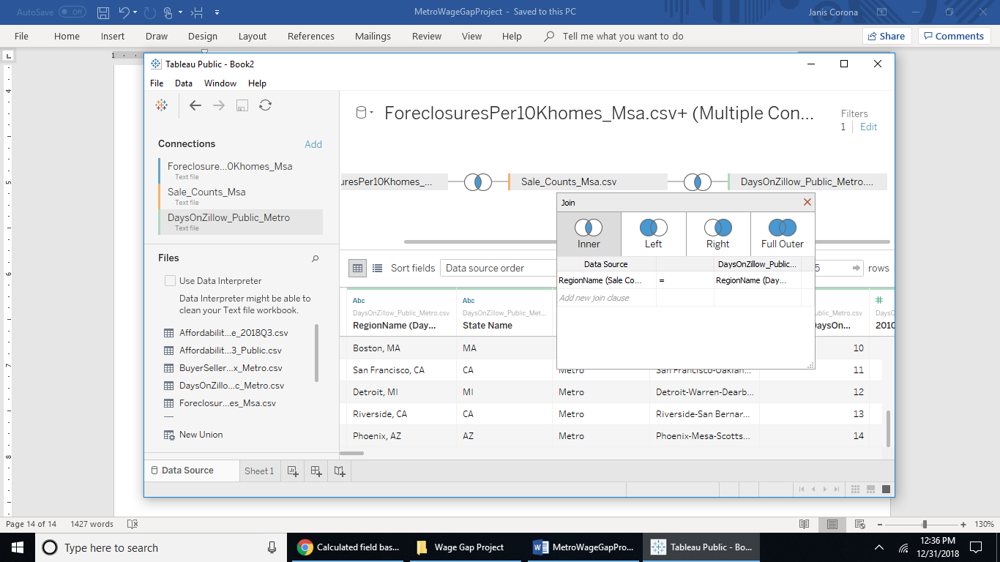 AutoSave Off MetroWageGapProject - Saved to this PC Janis Corona
File Home Insert Draw Design Layout References Mailings Review View Help Tell me what you want to do Share Comments
Tableau Public - Book2
File Data Window Help
ForeclosuresPer10Khomes_Msa.csv+ (Multiple Con...
Filters
1 Edit
Connections Add
Foreclosure...0Khomes_Msa
Text file
Sale_Counts_Msa
Text file
DaysOnZillow_Public_Metro
Text file
uresPer10Khomes_... Sale_Counts_Msa.csv DaysOnZillow_Public_Metro....
Join
Inner Left Right Full Outer
Data Source DaysOnZillow_Public...
RegionName (Sale Co... = RegionName (Day...
Add new join clause
Files
Use Data Interpreter
Data Interpreter might be able to
clean your Text file workbook.
Affordabilit...e_2018Q3.csv
Affordabilit...3_Public.csv
BuyerSeller...x_Metro.csv
DaysOnZillo...c_Metro.csv
Foreclosur...es_Msa.csv
New Union
Sort fields Data source order 5 rows
Abc Abc #
DaysOnZillow_Public_Metro.csv DaysOnZillow_Public_Met... ublic_Metro.csv DaysO
RegionName (Day... State Name DaysOn... 2010
Boston, MA MA 10
San Francisco, CA CA Metro San Francisco-Oaklan... 11
Detroit, MI MI Metro Detroit-Warren-Dearb... 12
Riverside, CA CA Metro Riverside-San Bernar... 13
Phoenix, AZ AZ Metro Phoenix-Mesa-Scotts... 14
Data Source Sheet 1
1
4
5
6
7
8
Page 14 of 14 1427 words 130%
Type here to search Calculated field bas... Wage Gap Project MetroWageGapPro... Tableau Public - Bo... 12:36 PM
12/31/2018